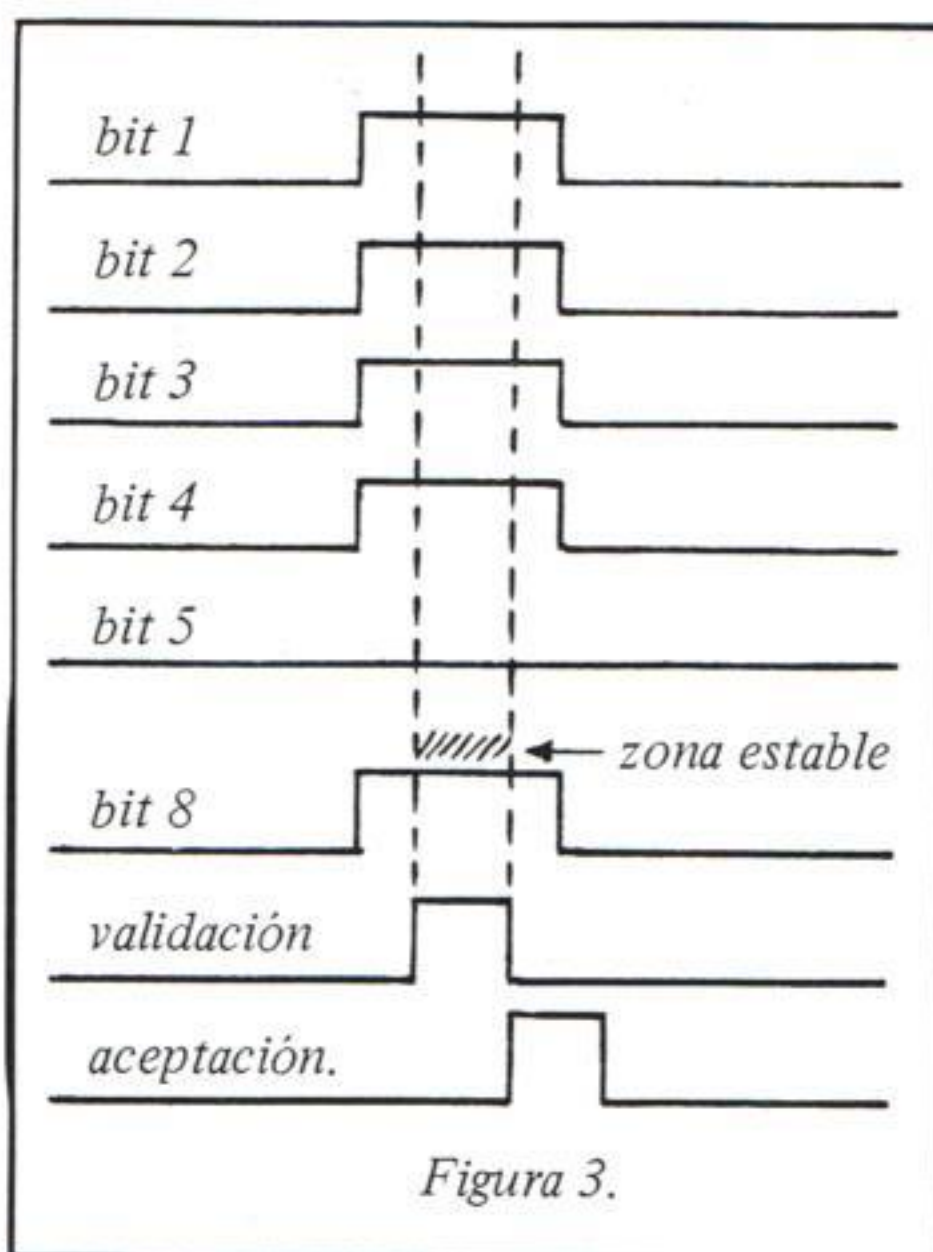 bit 1
bit 2
bit 3
bit 4
bit 5
zona estable
bit 8
validación
aceptación.
Figura 3.